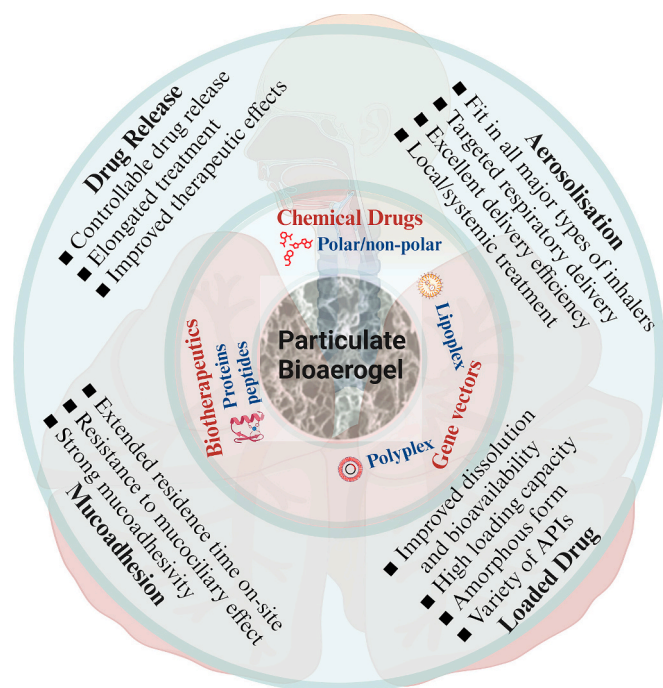 Drug Release
Controllable drug release
Elongated treatment
Improved therapeutic effects
Aerosolisation
Fit in all major types of inhalers
Targeted respiratory delivery
Excellent delivery efficiency
Local/systemic treatment
Chemical Drugs
Polar/non-polar
Lipoplex
Gene vectors
Polyplex
Biotherapeutics
Proteins
peptides
Particulate
Bioaerogel
Extended residence time on-site
Resistance to mucociliary effect
Strong mucoadhesivity
Mucoadhesion
Improved dissolution
and bioavailability
High loading capacity
Amorphous form
Variety of APIs
Loaded Drug